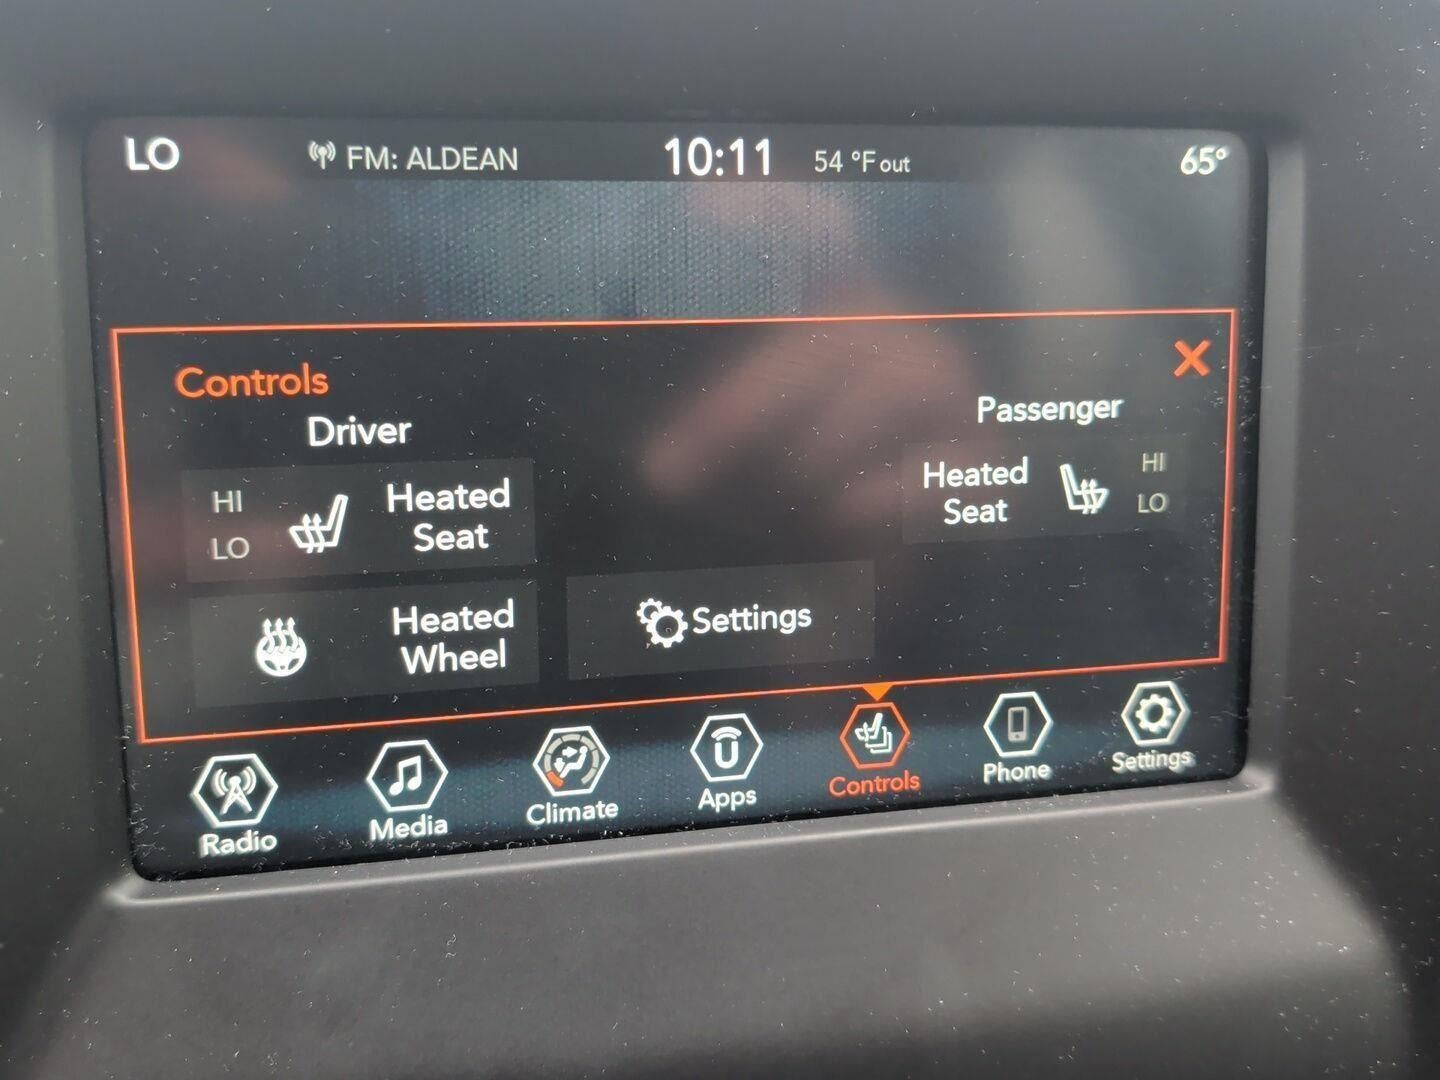 LO FM: ALDEAN 10:11 54 °F out 65°
Controls
Driver
Passenger
HI
LO
Heated
Seat
Heated
Seat
HI
LO
Heated
Wheel
Settings
Radio
Media
Climate
Apps
Controls
Phone
Settings